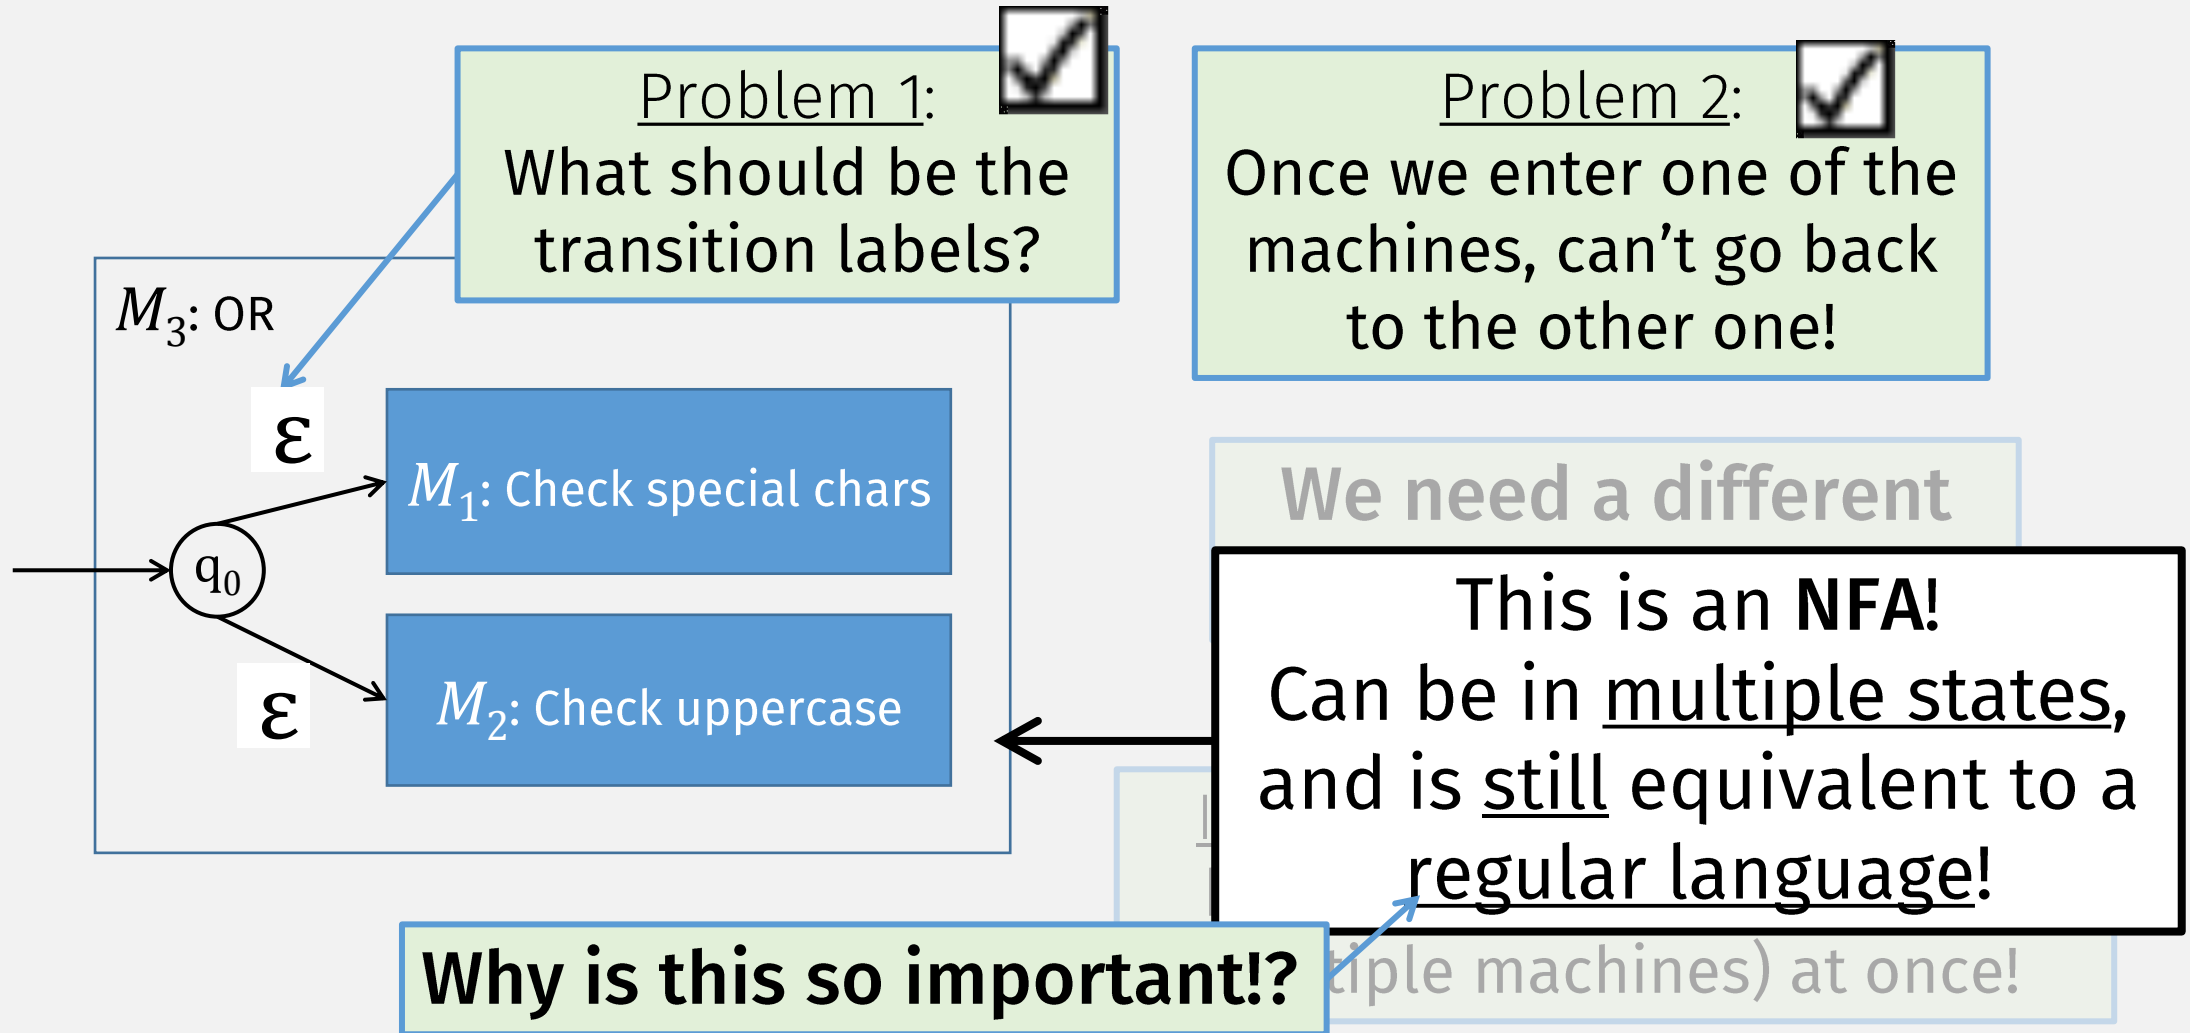 Problem 1:
What should be the
transition labels?
Problem 2:
Once we enter one of the
machines, can’t go back
to the other one!
M₃: OR
ε
M₁: Check special chars
q₀
ε
M₂: Check uppercase
We need a different
This is an NFA!
Can be in multiple states,
and is still equivalent to a
regular language!
Why is this so important!?
tiple machines) at once!